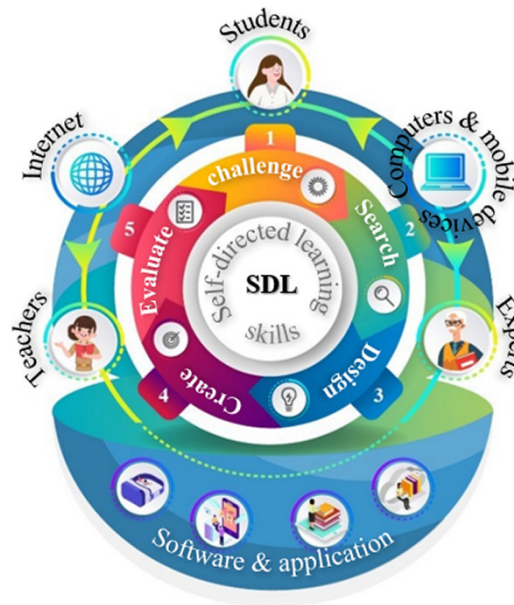 Students
Internet
Computers & mobile
devices
Teachers
Experts
1
challenge
2
Search
3
Design
4
Create
5
Evaluate
Self-directed learning
SDL
skills
Software & application